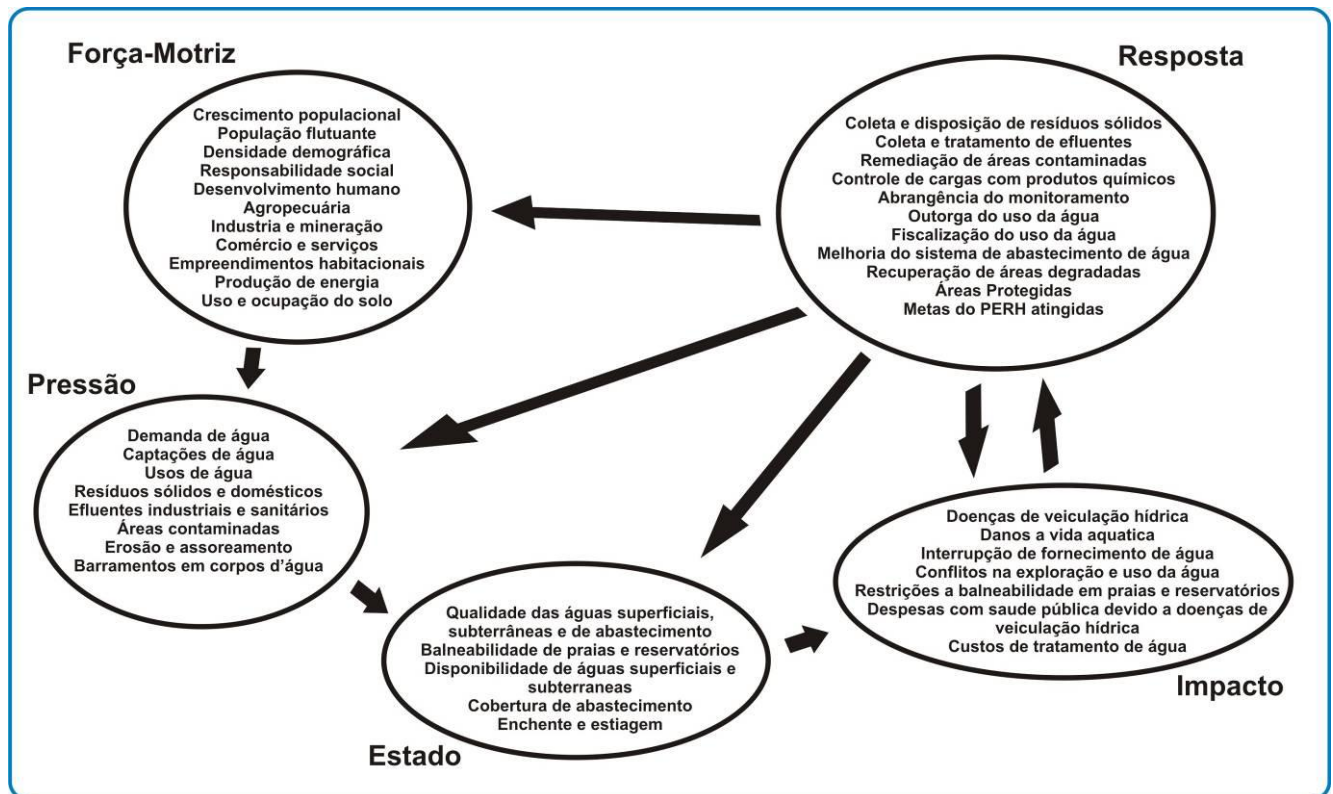 Força-Motriz
Crescimento populacional
População flutuante
Densidade demográfica
Responsabilidade social
Desenvolvimento humano
Agropecuária
Industria e mineração
Comércio e serviços
Empreendimentos habitacionais
Produção de energia
Uso e ocupação do solo
Resposta
Coleta e disposição de resíduos sólidos
Coleta e tratamento de efluentes
Remediação de áreas contaminadas
Controle de cargas com produtos químicos
Abrangência do monitoramento
Outorga do uso da água
Fiscalização do uso da água
Melhoria do sistema de abastecimento de água
Recuperação de áreas degradadas
Áreas Protegidas
Metas do PERH atingidas
Pressão
Demanda de água
Captações de água
Usos de água
Resíduos sólidos e domésticos
Efluentes industriais e sanitários
Áreas contaminadas
Erosão e assoreamento
Barramentos em corpos d’água
Qualidade das águas superficiais,
subterrâneas e de abastecimento
Balneabilidade de praias e reservatórios
Disponibilidade de águas superficiais e
subterraneas
Cobertura de abastecimento
Enchente e estiagem
Estado
Doenças de veiculação hídrica
Danos a vida aquatica
Interrupção de fornecimento de água
Conflitos na exploração e uso da água
Restrições a balneabilidade em praias e reservatórios
Despesas com saude pública devido a doenças de
veiculação hídrica
Custos de tratamento de água
Impacto